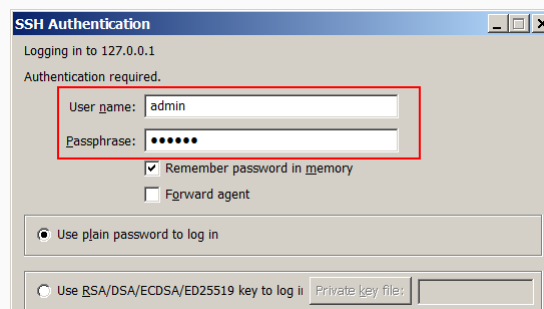 SSH Authentication
Logging in to 127.0.0.1
Authentication required.
User name: admin
Passphrase: ●●●●●●
Remember password in memory
Forward agent
Use plain password to log in
Use RSA/DSA/ECDSA/ED25519 key to log i Private key file: